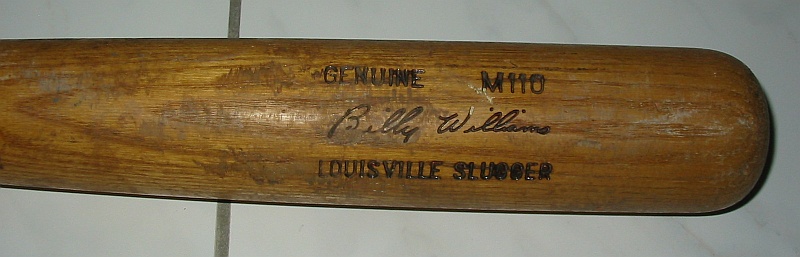 GENUINE M110
Billy Williams
LOUISVILLE SLUGGER